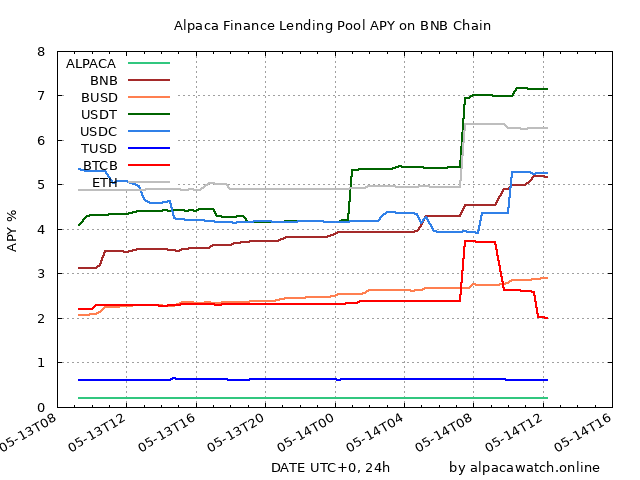 Alpaca Finance Lending Pool APY on BNB Chain
8
7
6
5
4
3
2
1
0
APY %
ALPACA
BNB
BUSD
USDT
USDC
TUSD
BTCB
ETH
05-13T08
05-13T12
05-13T16
05-13T20
05-14T00
05-14T04
05-14T08
05-14T12
05-14T16
DATE UTC+0, 24h
by alpacawatch.online